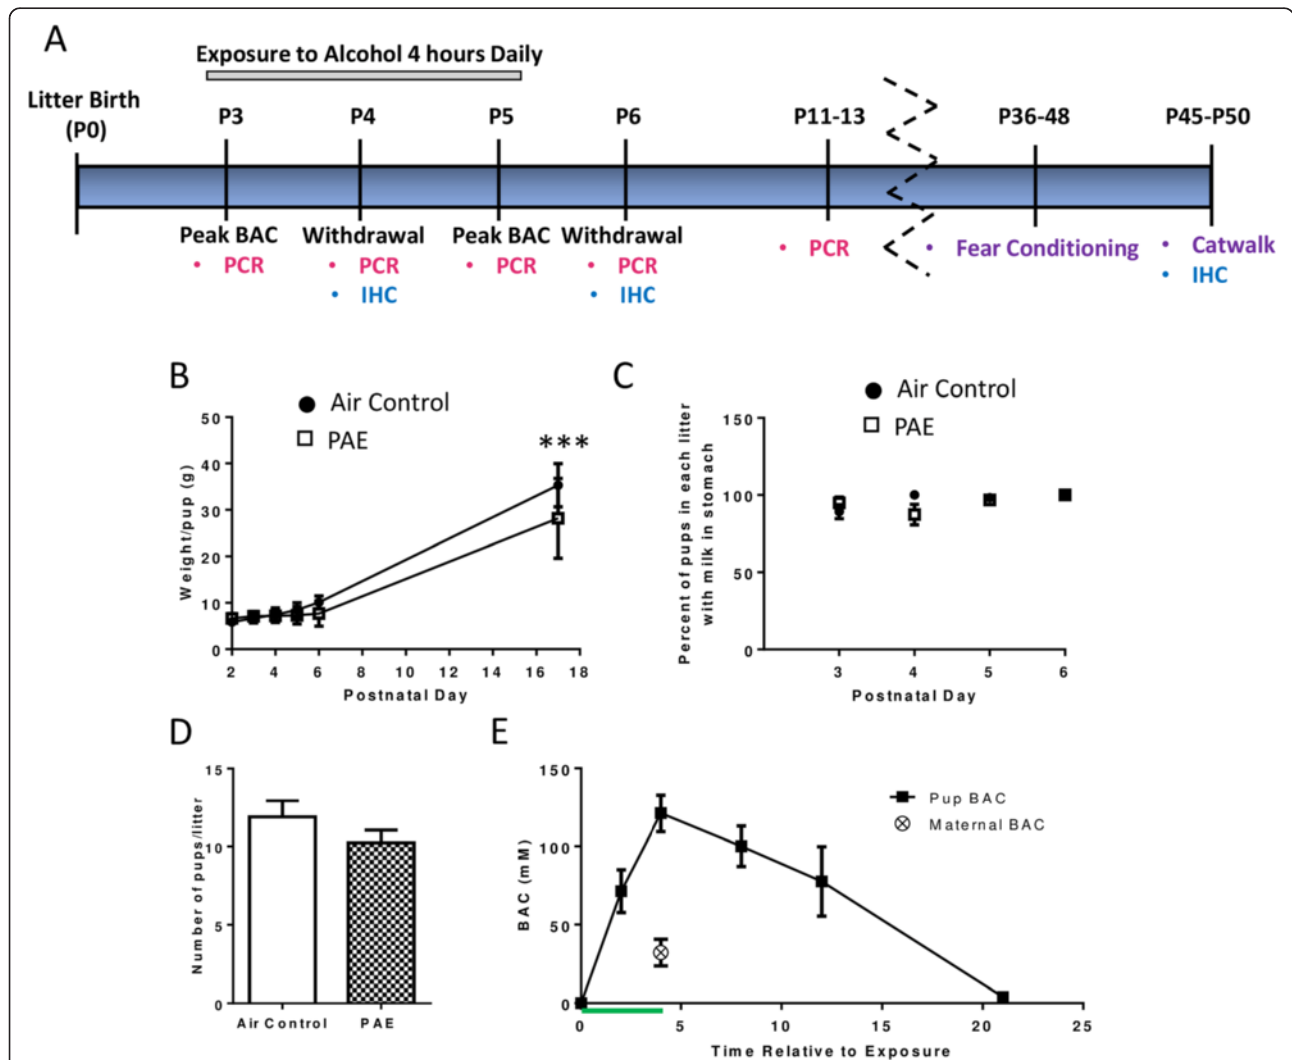 A
Exposure to Alcohol 4 hours Daily
Litter Birth
(P0)
P3
P4
P5
P6
P11-13
P36-48
P45-P50
Peak BAC
• PCR
Withdrawal
• PCR
• IHC
Peak BAC
• PCR
Withdrawal
• PCR
• IHC
• PCR
• Fear Conditioning
• Catwalk
• IHC
B
Air Control
PAE
***
Weight/pup (g)
50
40
30
20
10
0
2 4 6 8 10 12 14 16 18
Postnatal Day
C
Air Control
PAE
Percent of pups in each litter
with milk in stomach
150
100
50
0
3 4 5 6
Postnatal Day
D
Number of pups/litter
15
10
5
0
Air Control PAE
E
BAC (mM)
150
100
50
0
Pup BAC
Maternal BAC
0 5 10 15 20 25
Time Relative to Exposure